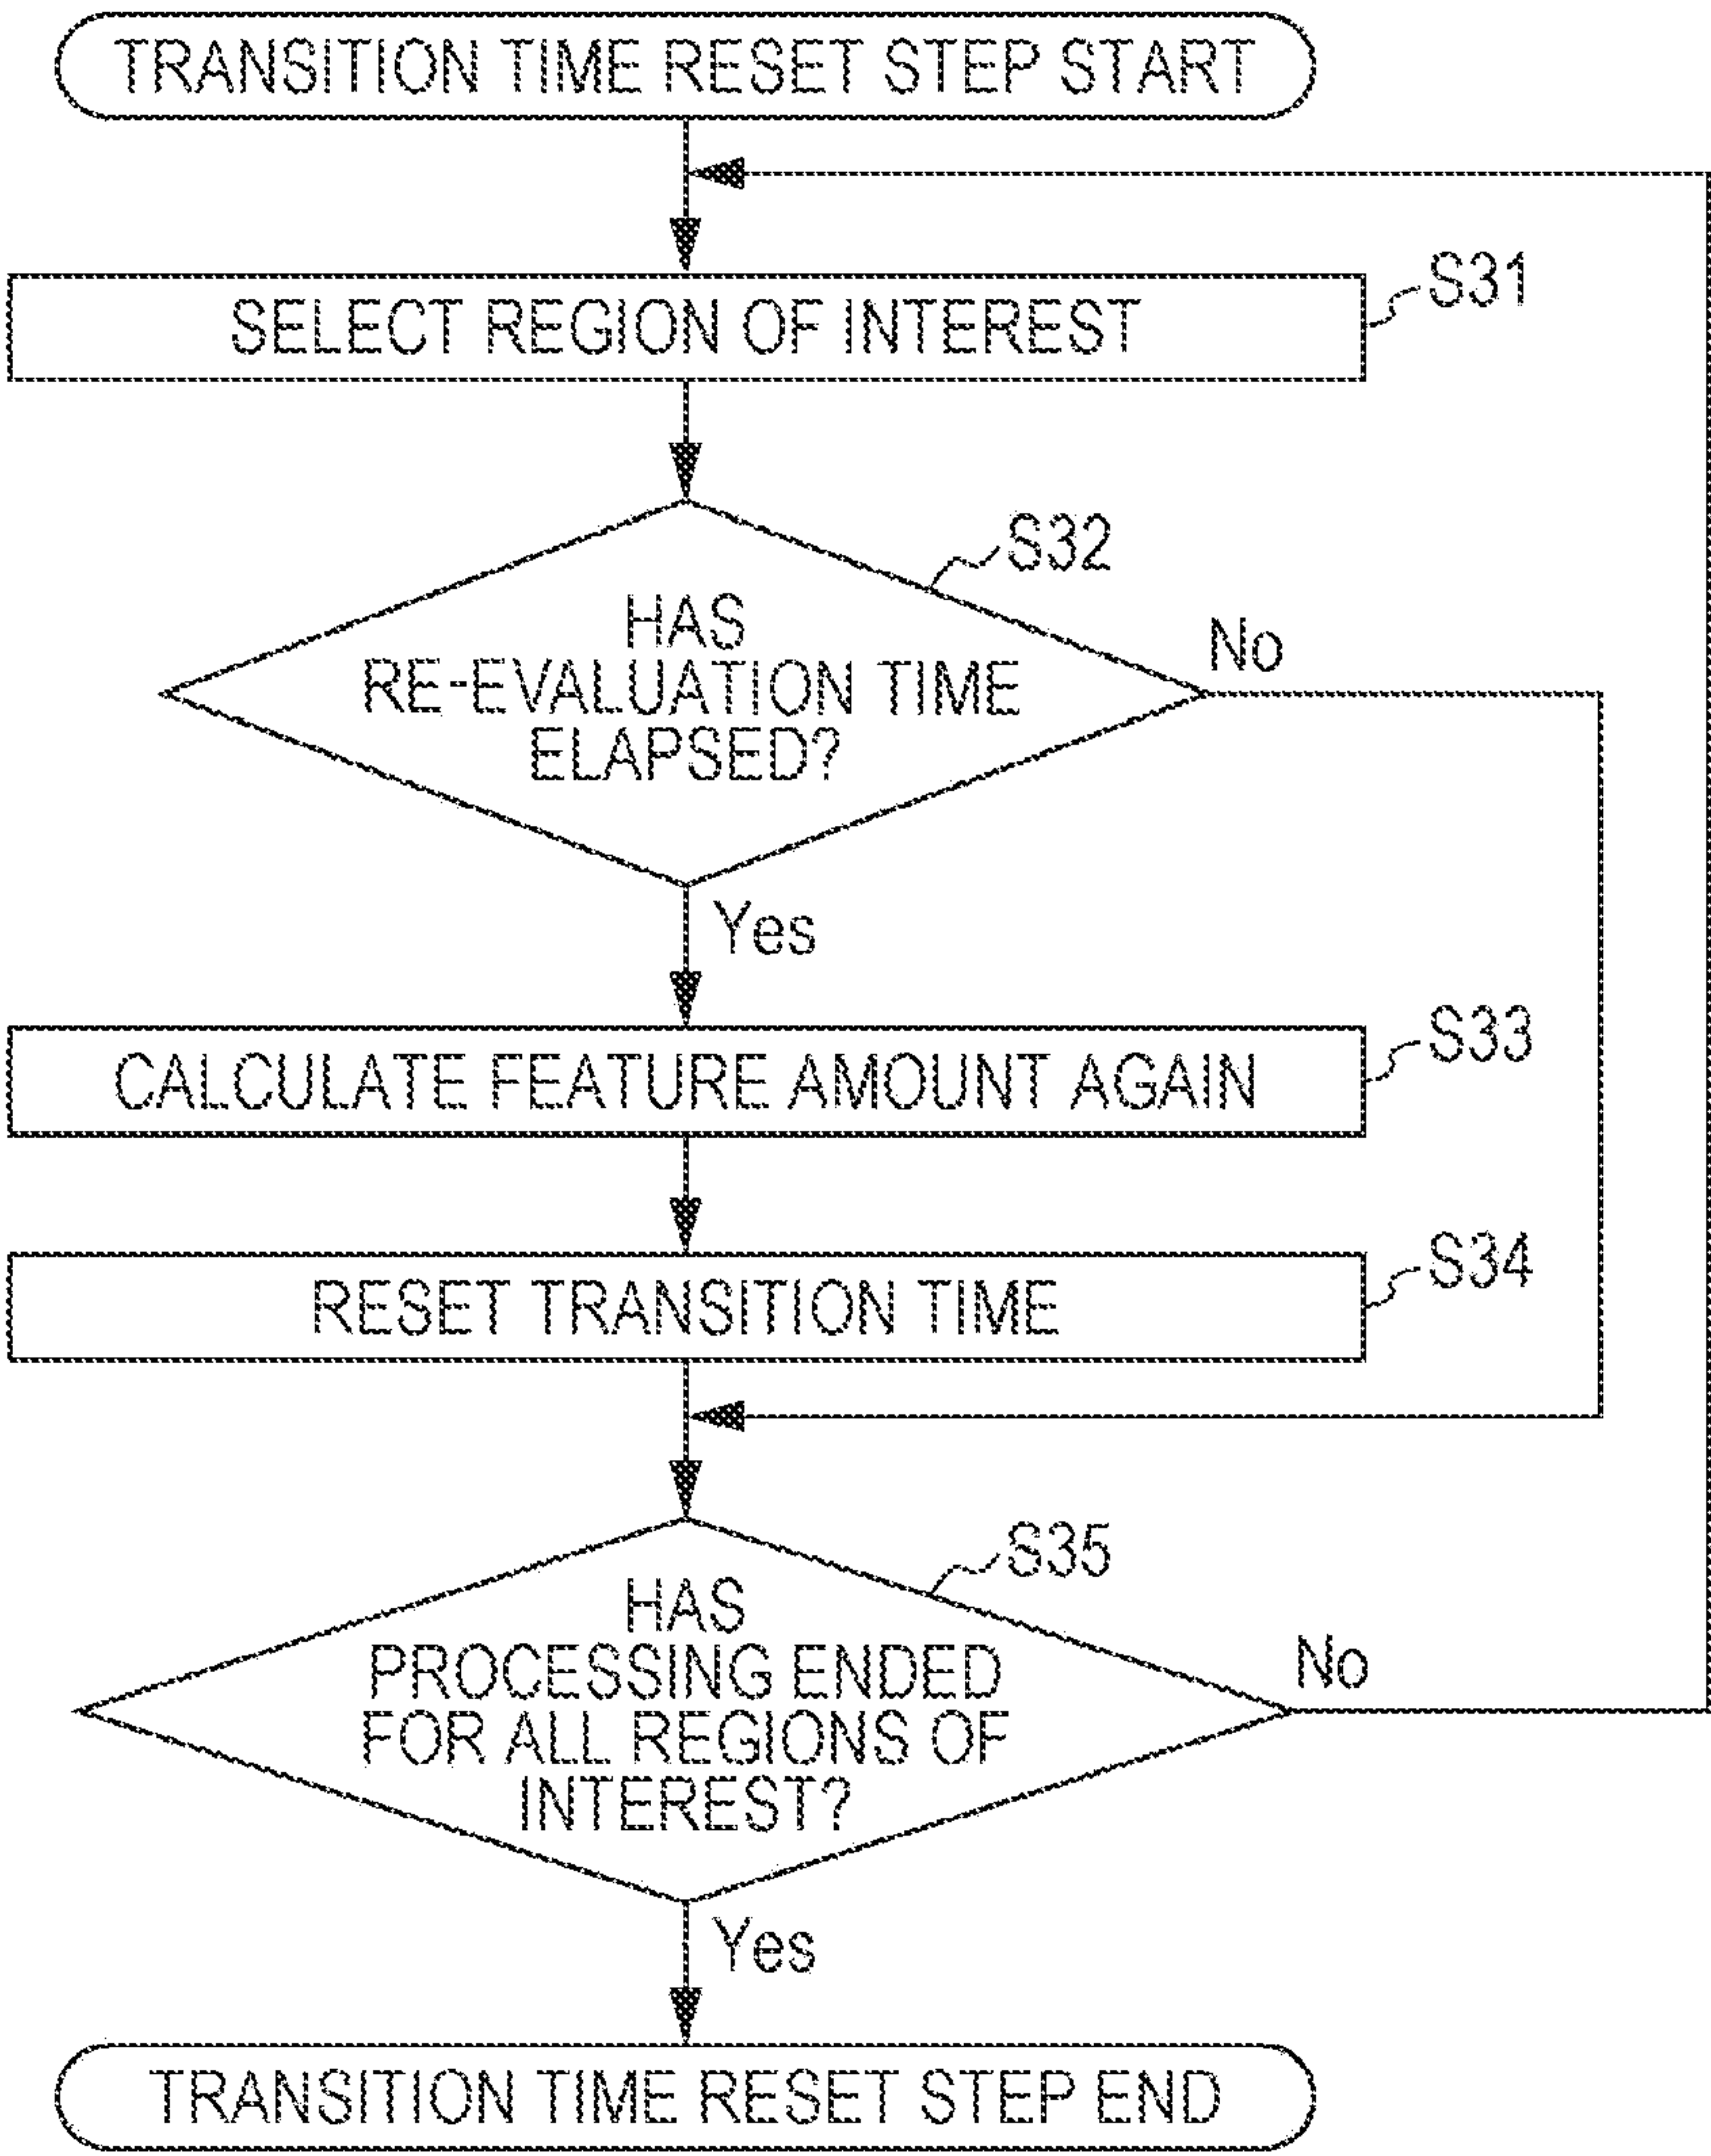 TRANSITION TIME RESET STEP START
S31
SELECT REGION OF INTEREST
S32
HAS
RE-EVALUATION TIME
ELAPSED?
No
Yes
S33
CALCULATE FEATURE AMOUNT AGAIN
S34
RESET TRANSITION TIME
S35
HAS
PROCESSING ENDED
FOR ALL REGIONS OF
INTEREST?
No
Yes
TRANSITION TIME RESET STEP END